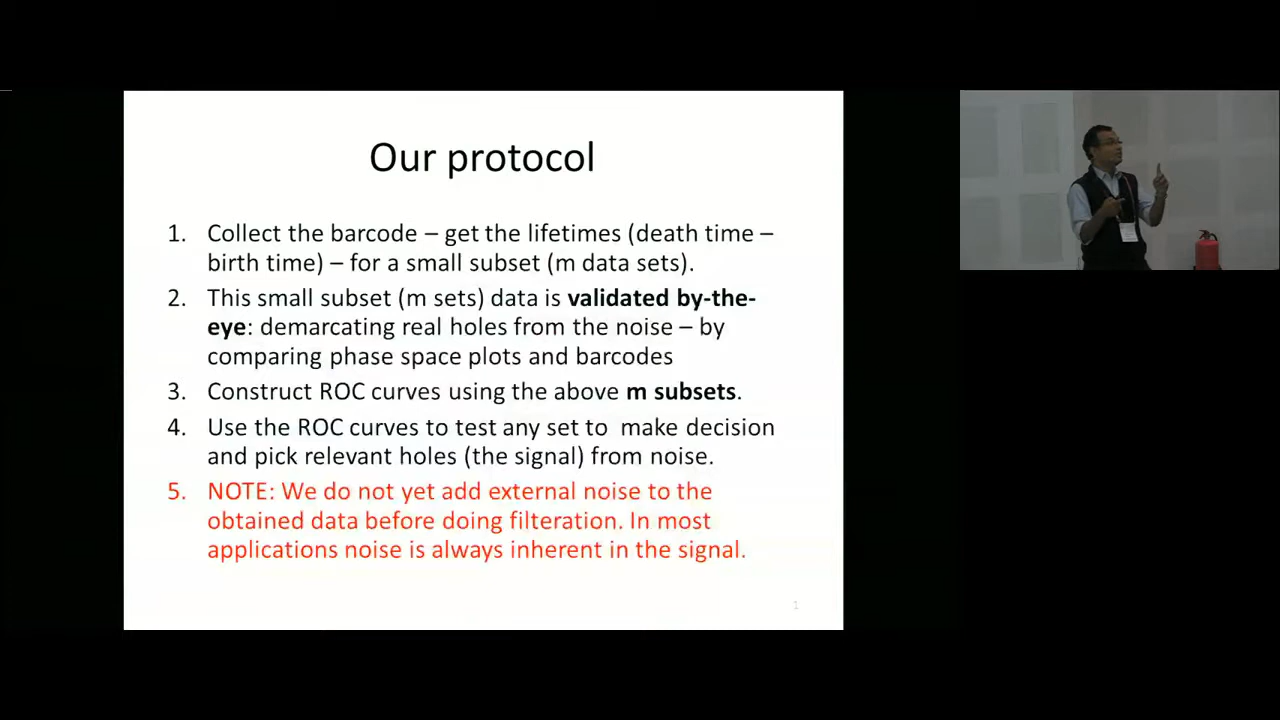 Our protocol
1. Collect the barcode – get the lifetimes (death time –
birth time) – for a small subset (m data sets).
2. This small subset (m sets) data is validated by-the-
eye: demarcating real holes from the noise – by
comparing phase space plots and barcodes
3. Construct ROC curves using the above m subsets.
4. Use the ROC curves to test any set to  make decision
and pick relevant holes (the signal) from noise.
5. NOTE: We do not yet add external noise to the
obtained data before doing filteration. In most
applications noise is always inherent in the signal.
1